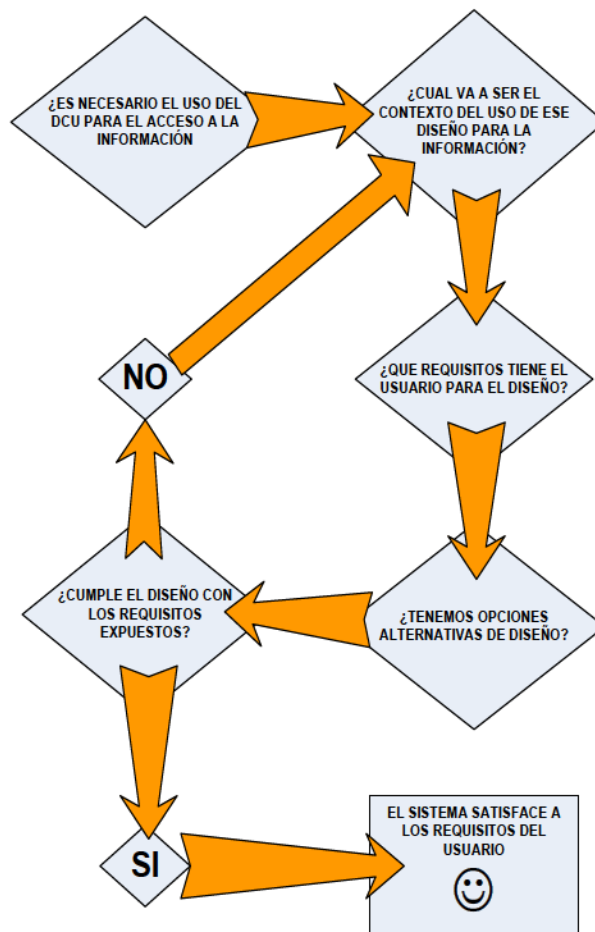 ¿ES NECESARIO EL USO DEL
DCU PARA EL ACCESO A LA
INFORMACIÓN
¿CUAL VA A SER EL
CONTEXTO DEL USO DE ESE
DISEÑO PARA LA
INFORMACIÓN?
¿QUE REQUISITOS TIENE EL
USUARIO PARA EL DISEÑO?
¿TENEMOS OPCIONES
ALTERNATIVAS DE DISEÑO?
¿CUMPLE EL DISEÑO CON
LOS REQUISITOS
EXPUESTOS?
NO
SI
EL SISTEMA SATISFACE A
LOS REQUISITOS DEL
USUARIO